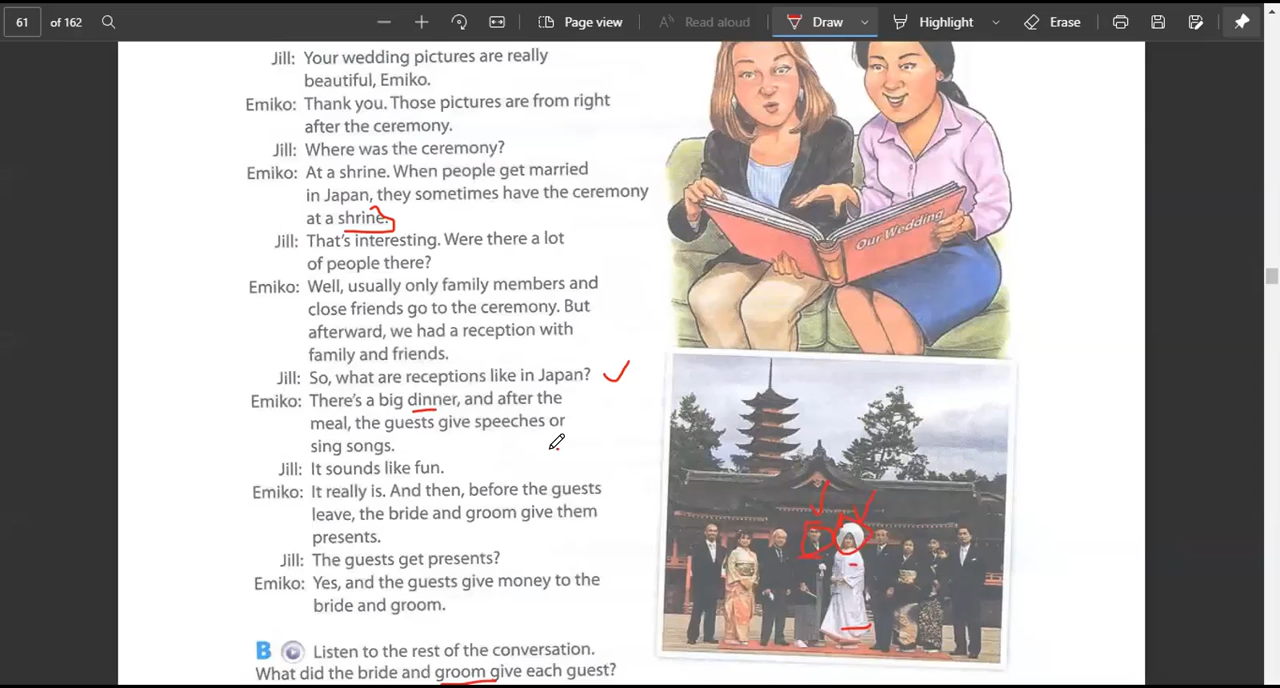 61 of 162 Page view Read aloud Draw Highlight Erase
Jill: Your wedding pictures are really
beautiful, Emiko.
Emiko: Thank you. Those pictures are from right
after the ceremony.
Jill: Where was the ceremony?
Emiko: At a shrine. When people get married
in Japan, they sometimes have the ceremony
at a shrine.
Jill: That's interesting. Were there a lot
of people there?
Emiko: Well, usually only family members and
close friends go to the ceremony. But
afterward, we had a reception with
family and friends.
Jill: So, what are receptions like in Japan?
Emiko: There's a big dinner, and after the
meal, the guests give speeches or
sing songs.
Jill: It sounds like fun.
Emiko: It really is. And then, before the guests
leave, the bride and groom give them
presents.
Jill: The guests get presents?
Emiko: Yes, and the guests give money to the
bride and groom.
B Listen to the rest of the conversation.
What did the bride and groom give each guest?
Our Wedding